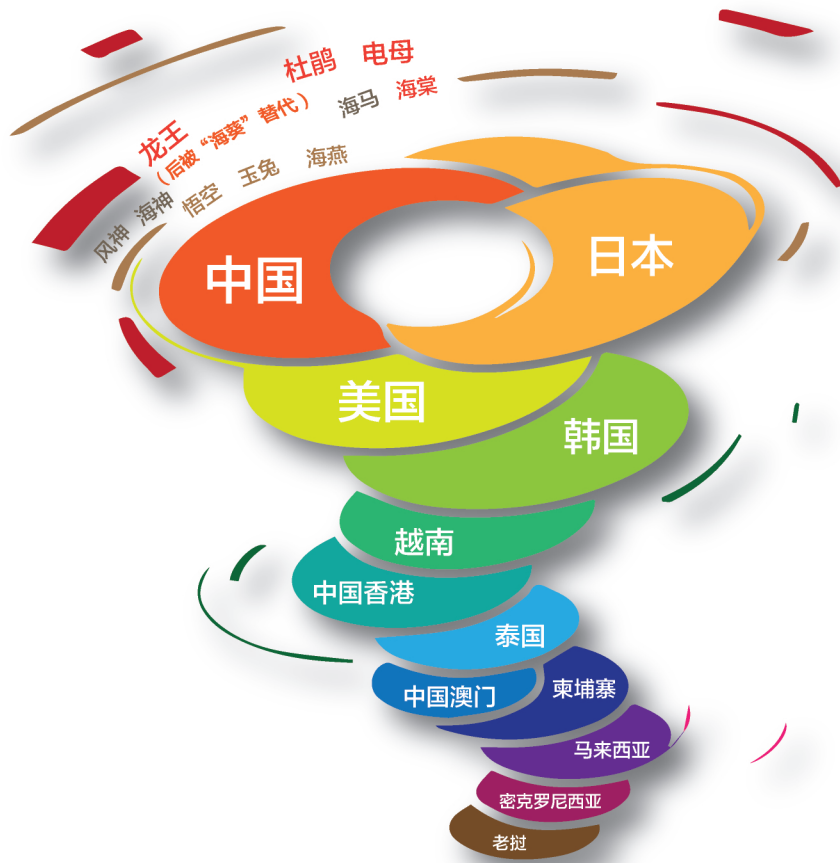 杜鹃 电母
龙王
(后被“海葵”替代)
海马 海棠
风神 海神 悟空 玉兔 海燕
中国
日本
美国
韩国
越南
中国香港
泰国
中国澳门
柬埔寨
马来西亚
密克罗尼西亚
老挝